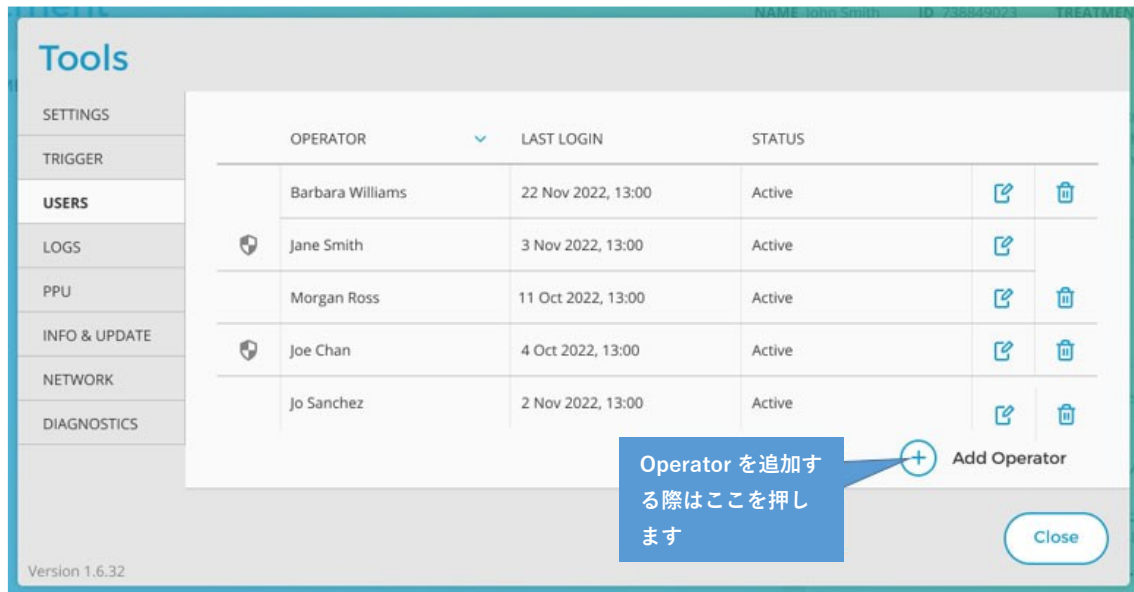 NAME John Smith ID 738849023 TREATMEN
Tools
SETTINGS
TRIGGER
USERS
LOGS
PPU
INFO & UPDATE
NETWORK
DIAGNOSTICS
OPERATOR LAST LOGIN STATUS
Barbara Williams 22 Nov 2022, 13:00 Active
Jane Smith 3 Nov 2022, 13:00 Active
Morgan Ross 11 Oct 2022, 13:00 Active
Joe Chan 4 Oct 2022, 13:00 Active
Jo Sanchez 2 Nov 2022, 13:00 Active
Operator を追加す
る際はここを押し
ます
Add Operator
Close
Version 1.6.32